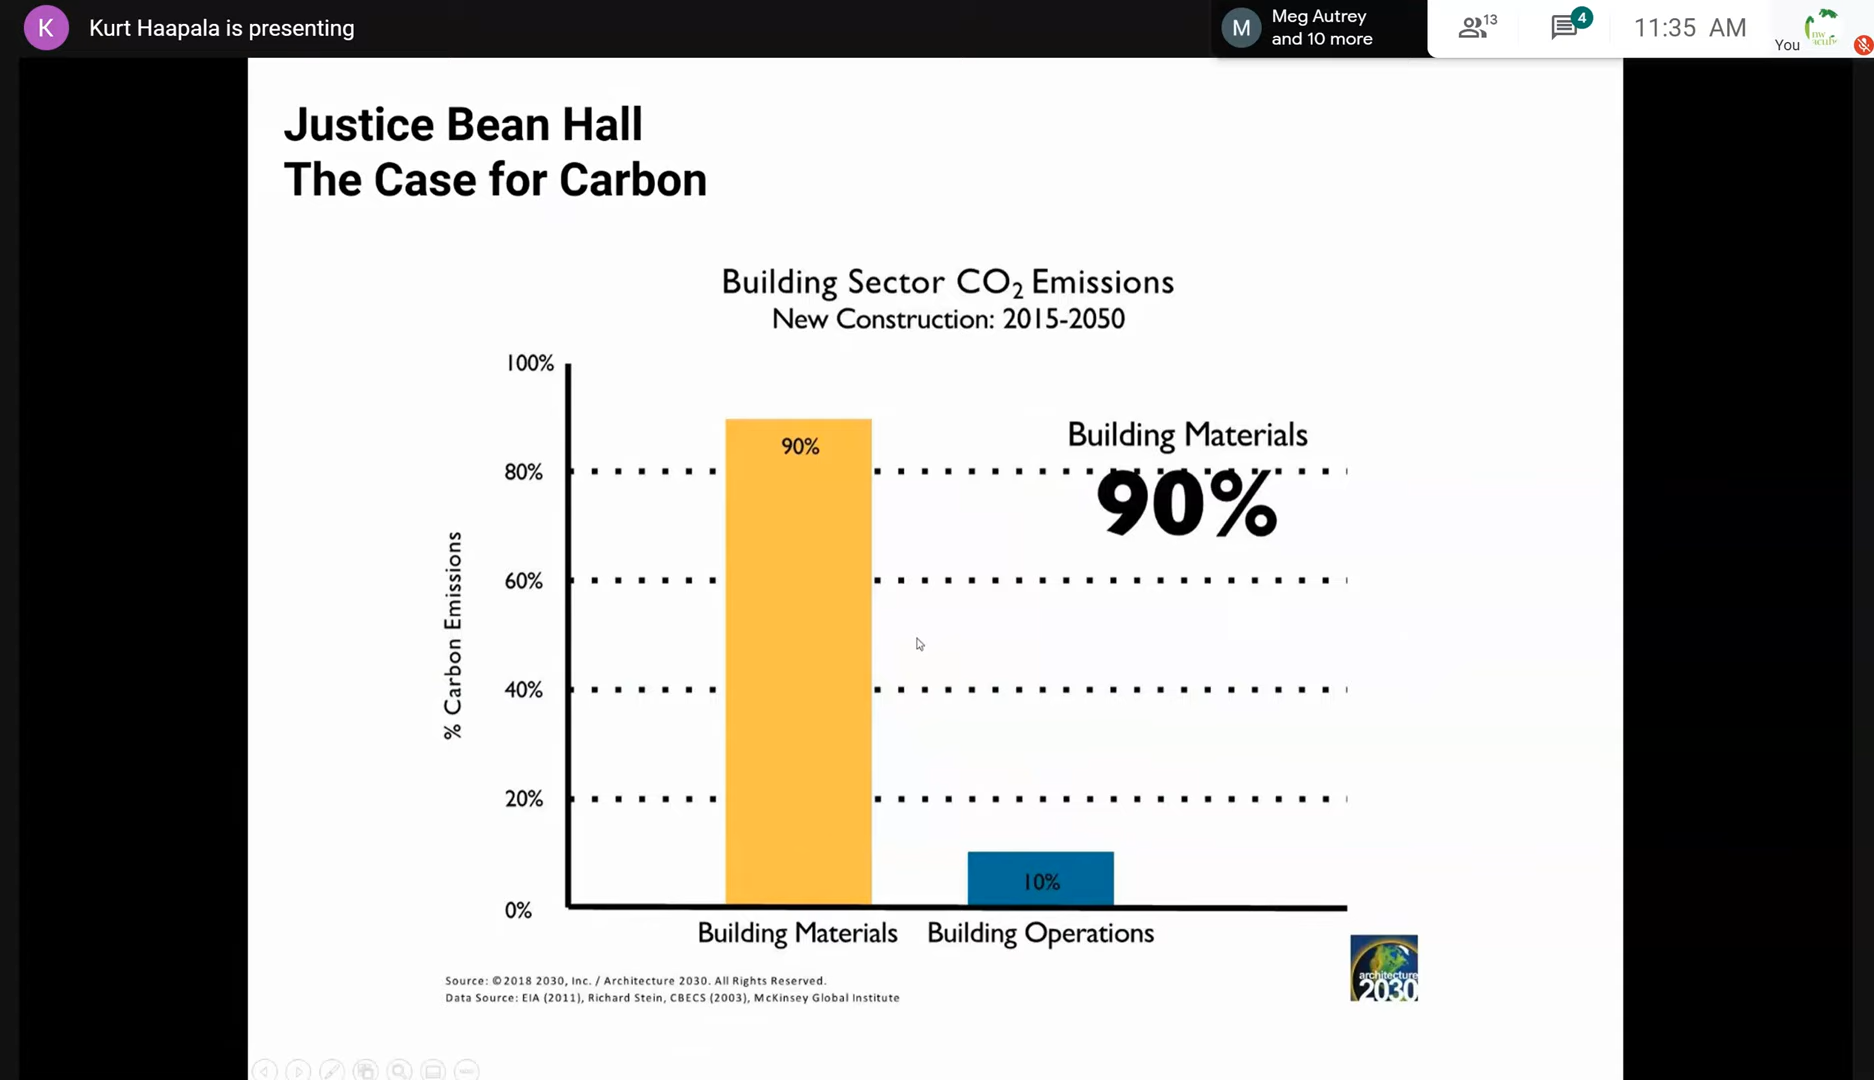 K
Kurt Haapala is presenting
M
Meg Autrey
and 10 more
13
4
11:35 AM
You
nw
Justice Bean Hall
The Case for Carbon
Building Sector CO₂ Emissions
New Construction: 2015-2050
100%
80%
60%
40%
20%
0%
% Carbon Emissions
90%
Building Materials
90%
10%
Building Materials
Building Operations
Source: ©2018 2030, Inc. / Architecture 2030. All Rights Reserved.
Data Source: EIA (2011), Richard Stein, CBECS (2003), McKinsey Global Institute
architecture
2030